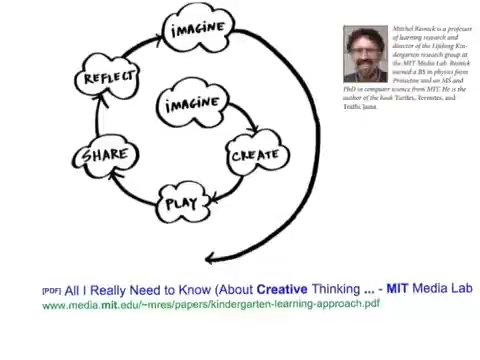 iMAGiNE
REFLECT
iMAGiNE
SHARE
CREATE
PLAY
Mitchel Resnick is a professor
of learning research and
director of the Lifelong Kin-
dergarten research group at
the MIT Media Lab. Resnick
earned a BS in physics from
Princeton and an MS and
PhD in computer science from MIT. He is the
author of the book Turtles, Termites, and
Traffic Jams
[PDF] All I Really Need to Know (About Creative Thinking ... - MIT Media Lab
www.media.mit.edu/~mres/papers/kindergarten-learning-approach.pdf